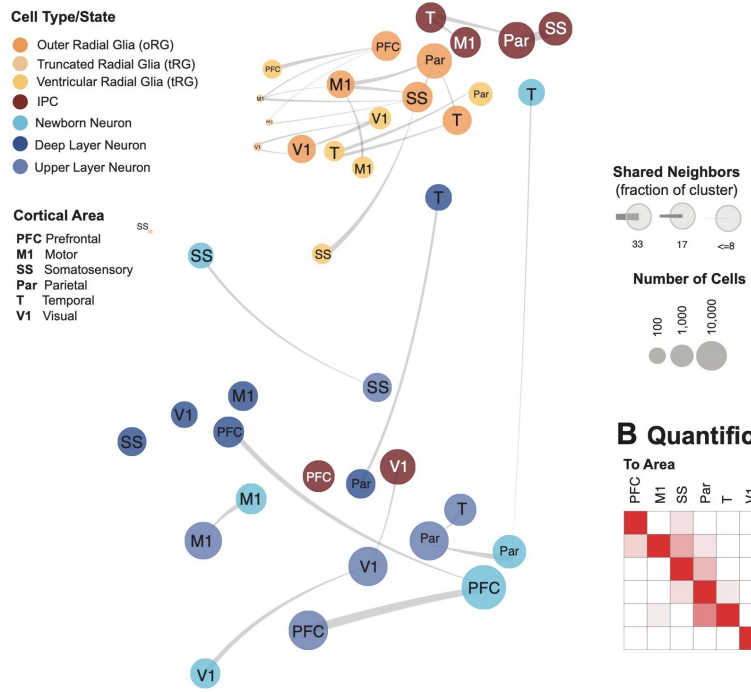 Cell Type/State
Outer Radial Glia (oRG)
Truncated Radial Glia (tRG)
Ventricular Radial Glia (tRG)
IPC
Newborn Neuron
Deep Layer Neuron
Upper Layer Neuron
Cortical Area
PFC Prefrontal
M1 Motor
SS Somatosensory
Par Parietal
T Temporal
V1 Visual
T
M1
Par
SS
PFC
PFC
Par
M1
M1
SS
Par
T
V1
T
V1
V1
T
M1
SS
T
SS
SS
SS
M1
V1
PFC
SS
PFC
Par
V1
M1
M1
T
Par
Par
V1
PFC
PFC
V1
Shared Neighbors
(fraction of cluster)
33 17 <=8
Number of Cells
100 1,000 10,000
B Quantific
To Area
PFC M1 SS Par T V1